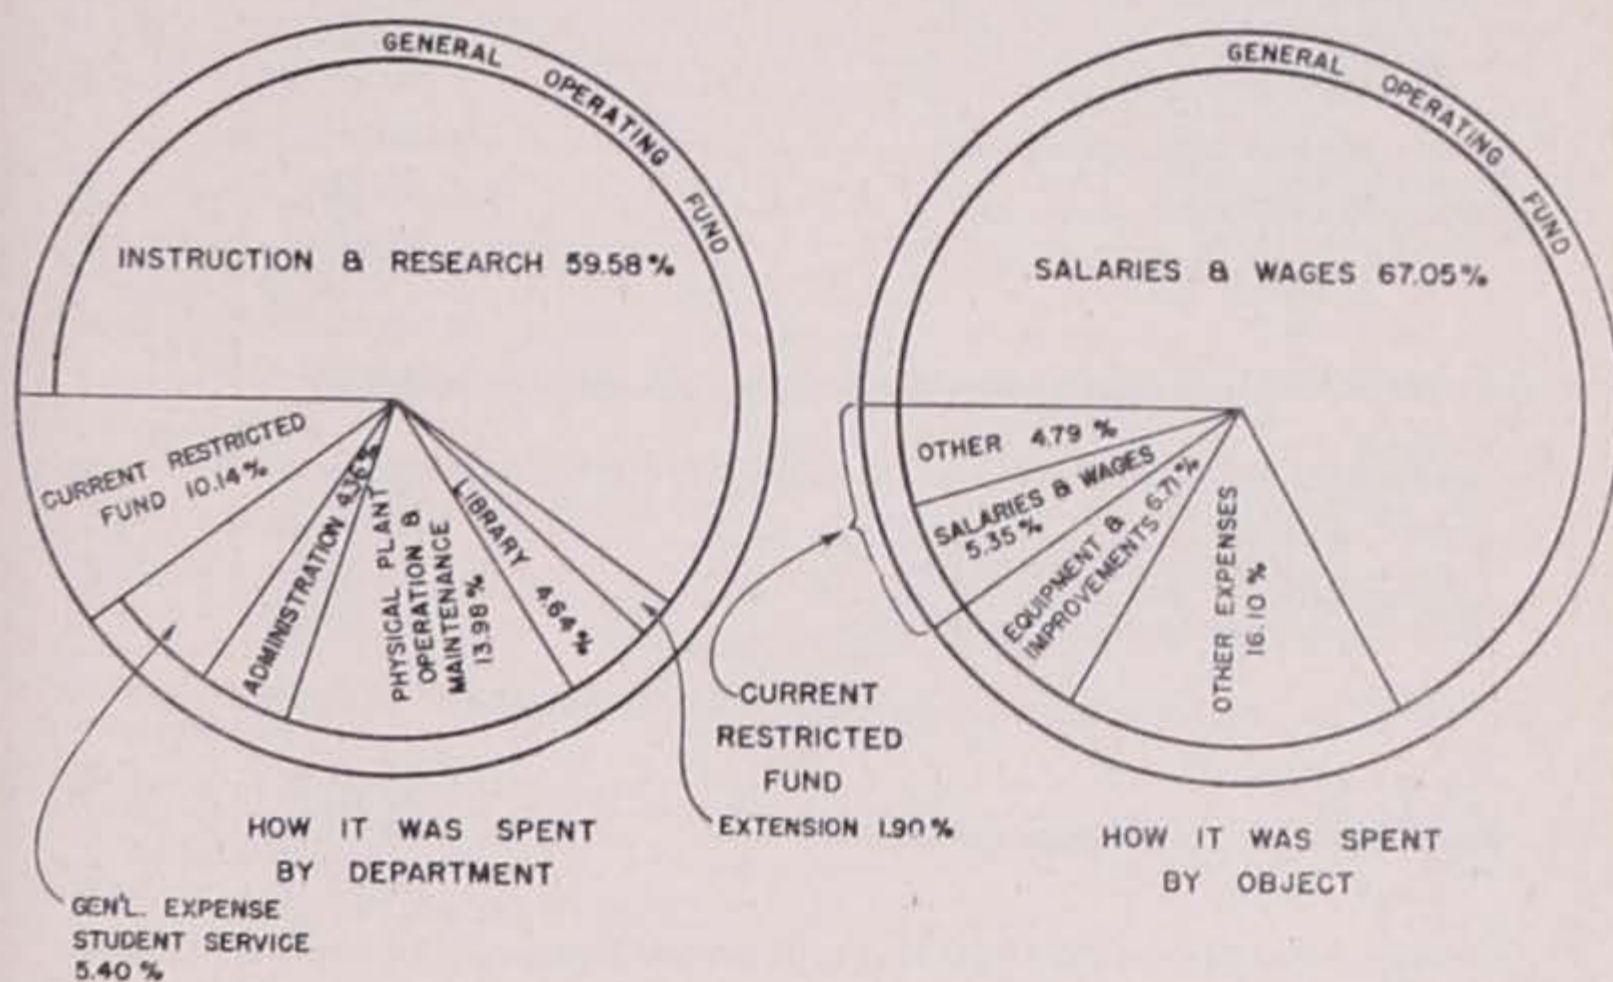 GENERAL OPERATING FUND
INSTRUCTION & RESEARCH 59.58%
CURRENT RESTRICTED
FUND 10.14%
ADMINISTRATION 4.36%
PHYSICAL PLANT
OPERATION &
MAINTENANCE
13.98%
LIBRARY 4.64%
HOW IT WAS SPENT
BY DEPARTMENT
GEN'L. EXPENSE
STUDENT SERVICE
5.40%
EXTENSION 1.90%
GENERAL OPERATING FUND
SALARIES & WAGES 67.05%
OTHER 4.79 %
SALARIES & WAGES
5.35%
EQUIPMENT &
IMPROVEMENTS 6.71%
OTHER EXPENSES
16.10 %
CURRENT
RESTRICTED
FUND
HOW IT WAS SPENT
BY OBJECT